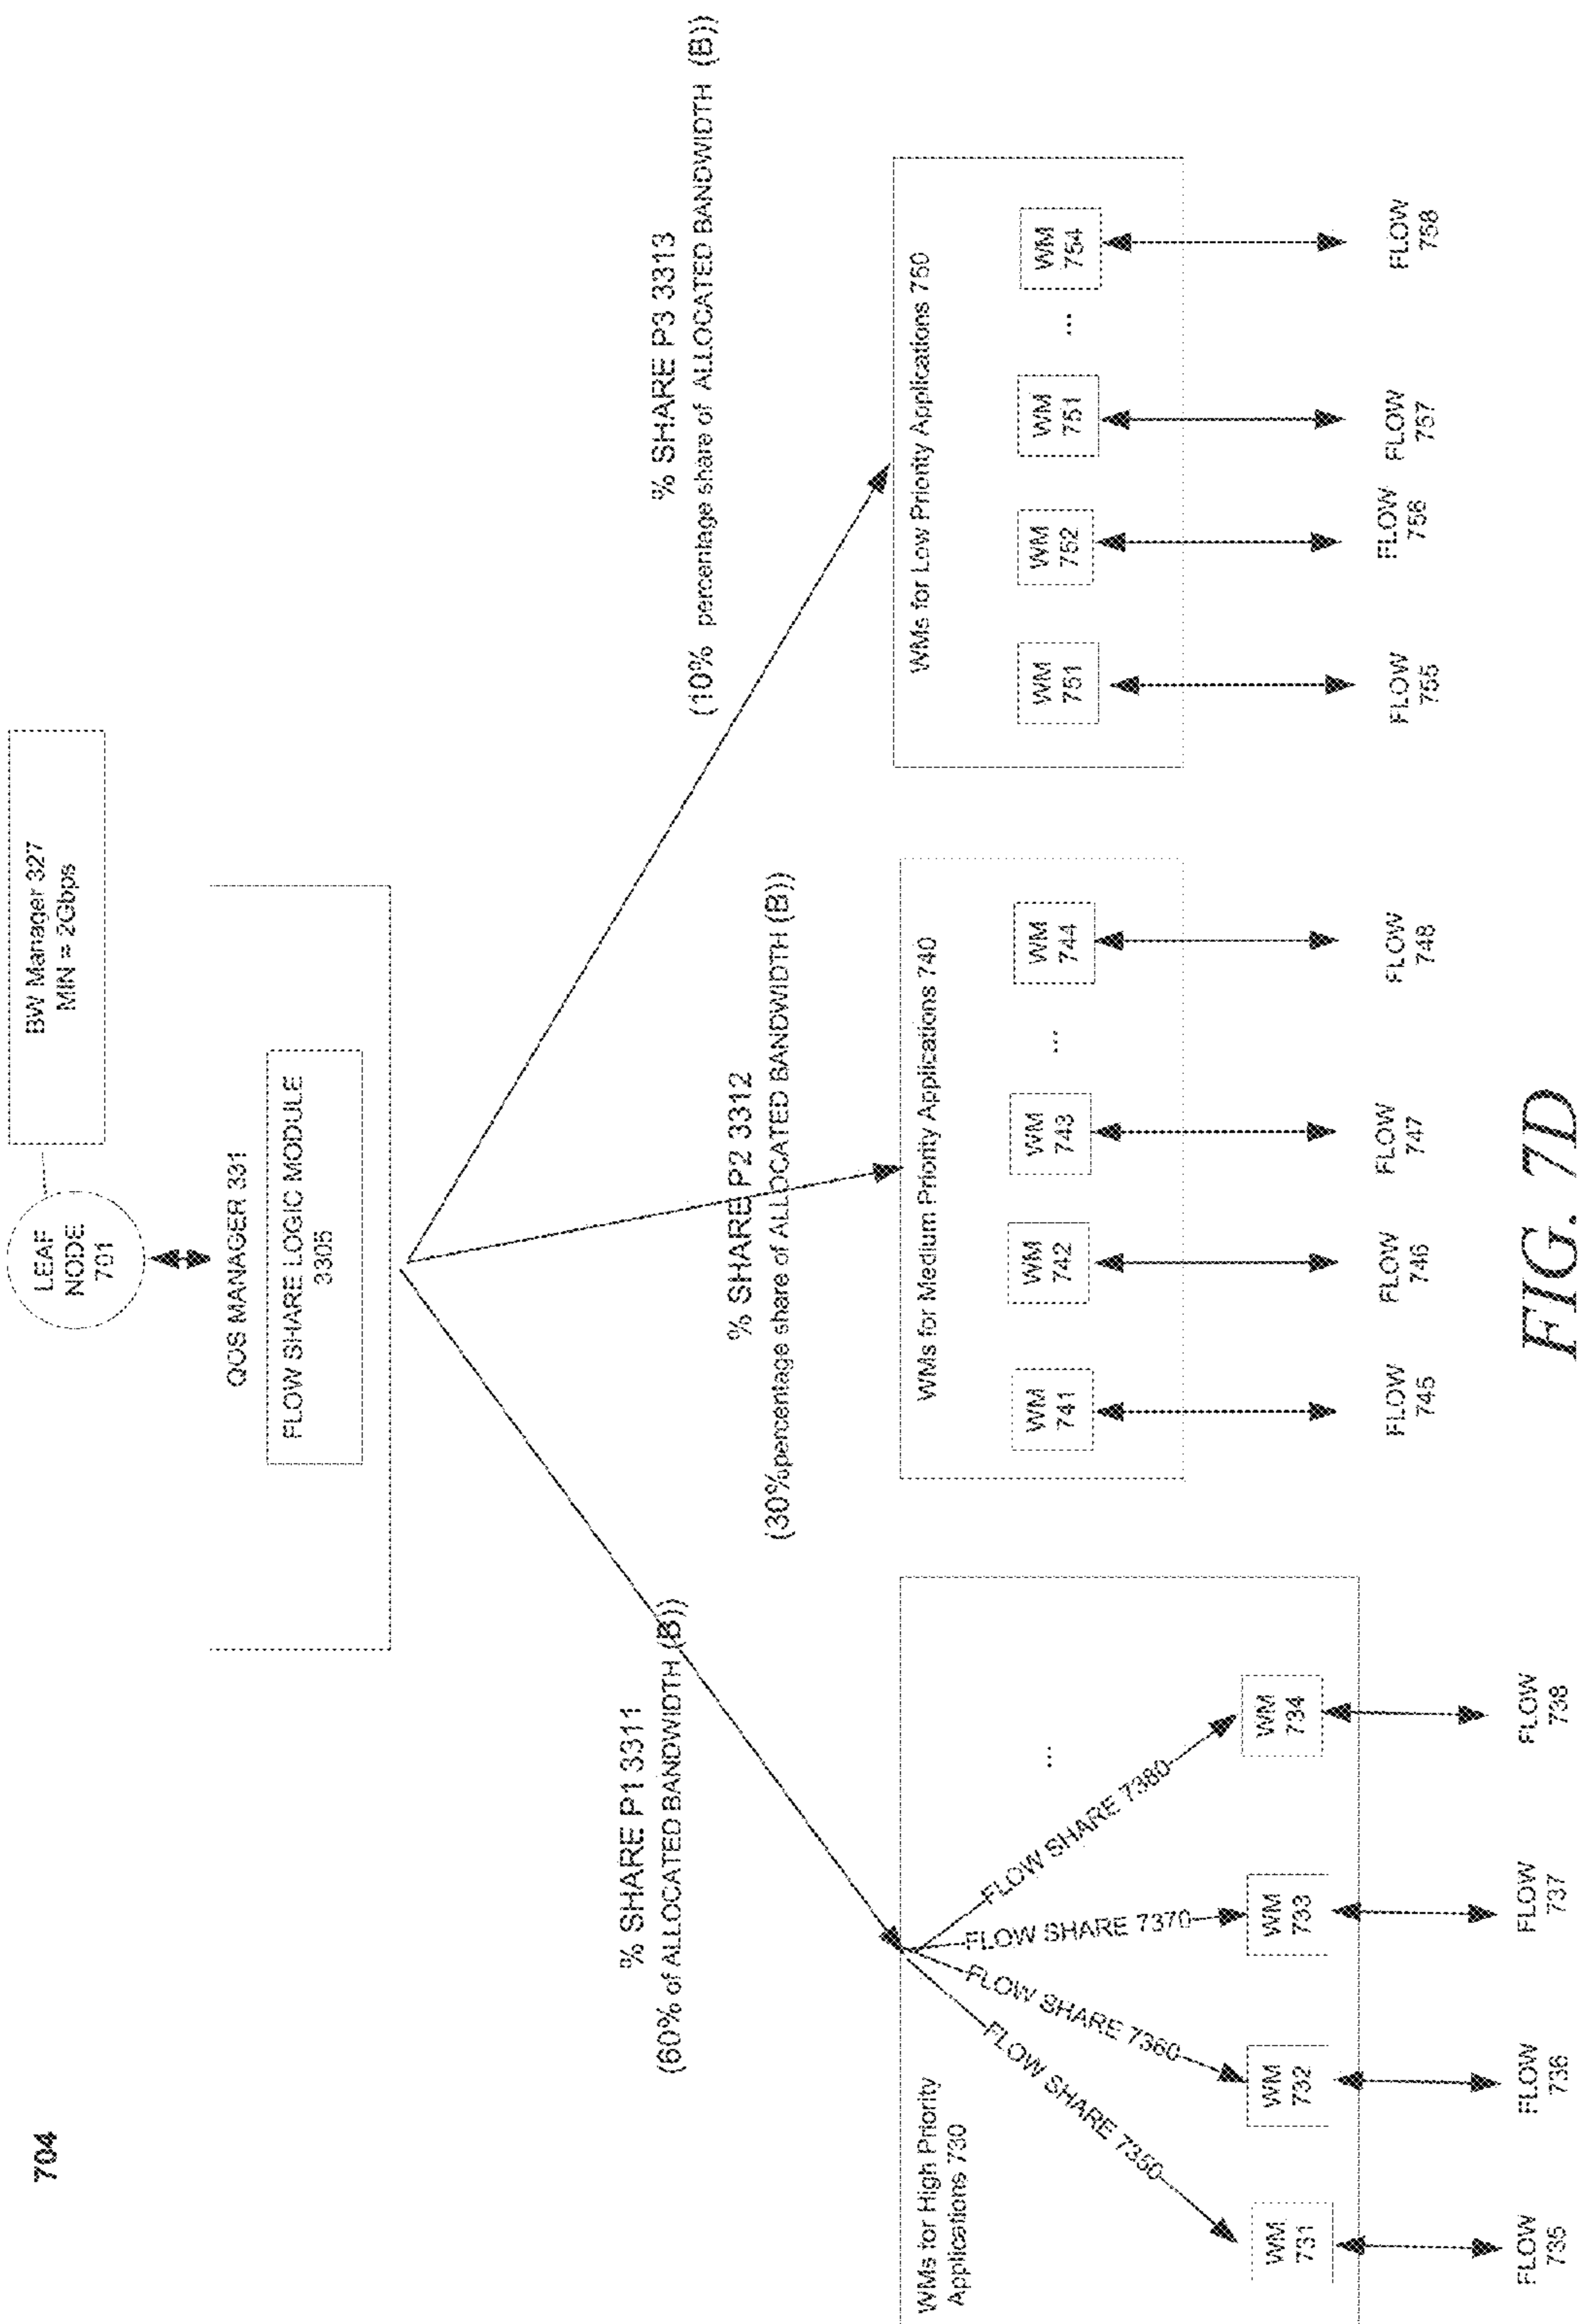 704
LEAF
NODE
701
BW Manager 327
MIN = 2Gbps
QOS MANAGER 331
FLOW SHARE LOGIC MODULE
3305
% SHARE P1 3311
(60% of ALLOCATED BANDWIDTH (B))
% SHARE P2 3312
(30%percentage share of ALLOCATED BANDWIDTH (B))
% SHARE P3 3313
(10% percentage share of ALLOCATED BANDWIDTH (B))
WMs for High Priority
Applications 730
FLOW SHARE 7350
FLOW SHARE 7360
FLOW SHARE 7370
FLOW SHARE 7380
...
WM
731
WM
732
WM
733
WM
734
FLOW
735
FLOW
736
FLOW
737
FLOW
738
WMs for Medium Priority Applications 740
WM
741
WM
742
WM
743
...
WM
744
FLOW
745
FLOW
746
FLOW
747
FLOW
748
WMs for Low Priority Applications 750
WM
751
WM
752
WM
751
...
WM
754
FLOW
755
FLOW
756
FLOW
757
FLOW
758
FIG. 7D